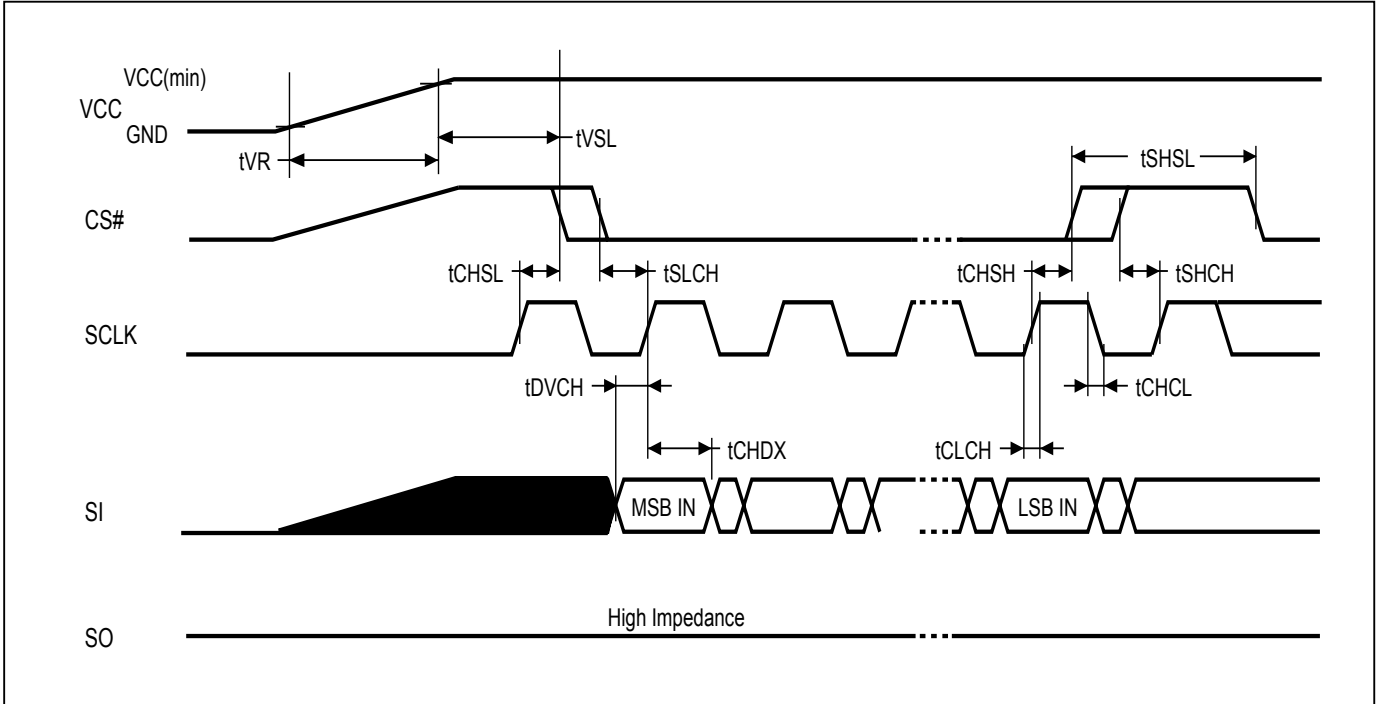 VCC(min)
VCC
GND
tVR
tVSL
tSHSL
CS#
tCHSL
tSLCH
tCHSH
tSHCH
SCLK
tDVCH
tCHCL
tCHDX
tCLCH
SI
MSB IN
LSB IN
High Impedance
SO